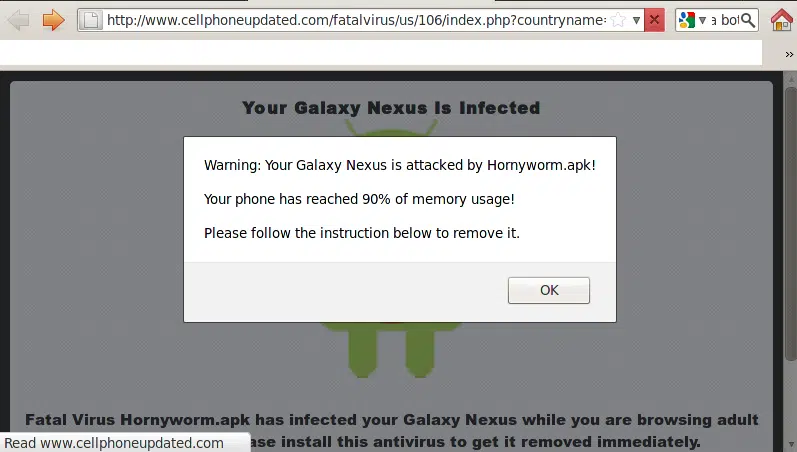 http://www.cellphoneupdated.com/fatalvirus/us/106/index.php?countryname=
a bot
Your Galaxy Nexus Is Infected
Warning: Your Galaxy Nexus is attacked by Hornyworm.apk!
Your phone has reached 90% of memory usage!
Please follow the instruction below to remove it.
OK
Fatal Virus Hornyworm.apk has infected your Galaxy Nexus while you are browsing adult
install this antivirus to get it removed immediately.
Read www.cellphoneupdated.com